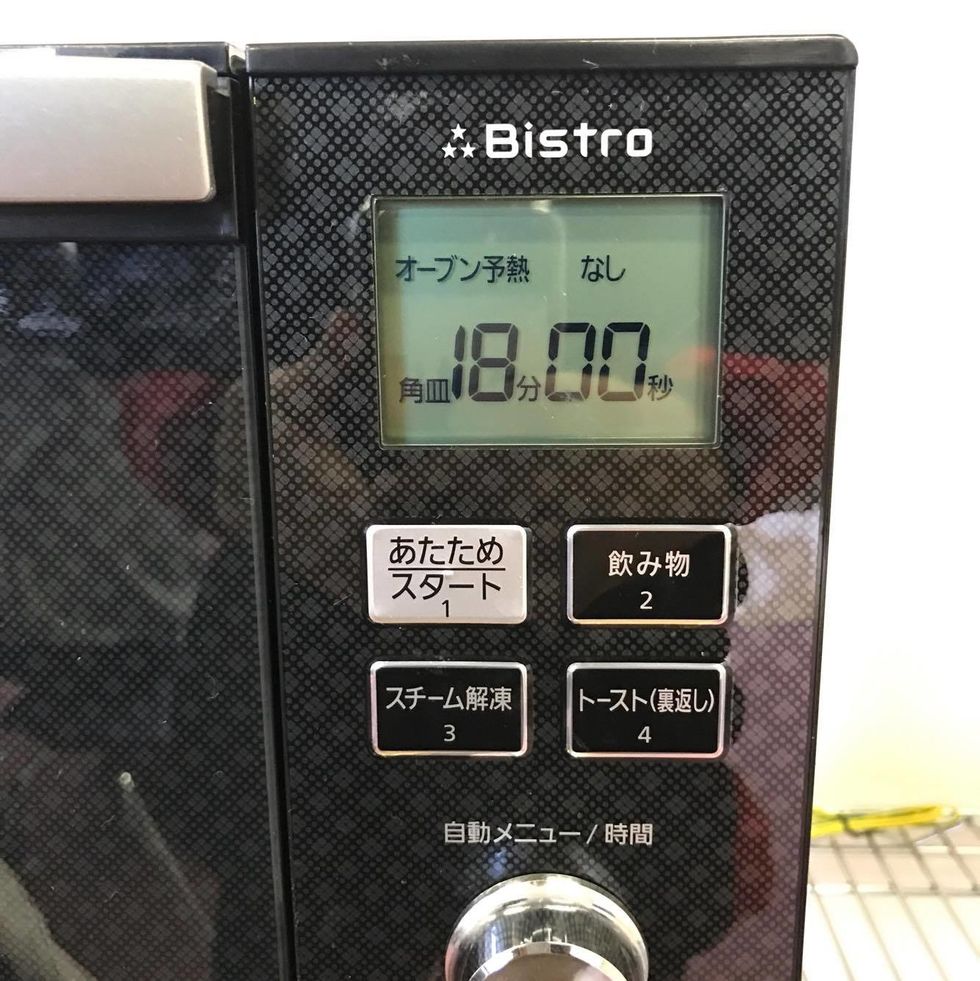 Bistro
オーブン予熱 なし
角皿18分00秒
あたため
スタート
1
飲み物
2
スチーム解凍
3
トースト(裏返し)
4
自動メニュー/時間